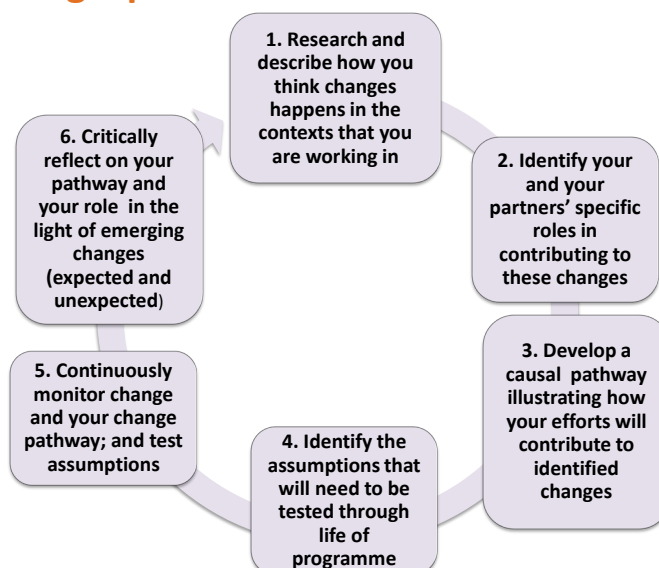 1. Research and
describe how you
think changes
happens in the
contexts that you
are working in
2. Identify your
and your
partners’ specific
roles in
contributing to
these changes
3. Develop a
causal pathway
illustrating how
your efforts will
contribute to
identified
changes
4. Identify the
assumptions that
will need to be
tested through
life of
programme
5. Continuously
monitor change
and your change
pathway; and test
assumptions
6. Critically
reflect on your
pathway and
your role in the
light of emerging
changes
(expected and
unexpected)